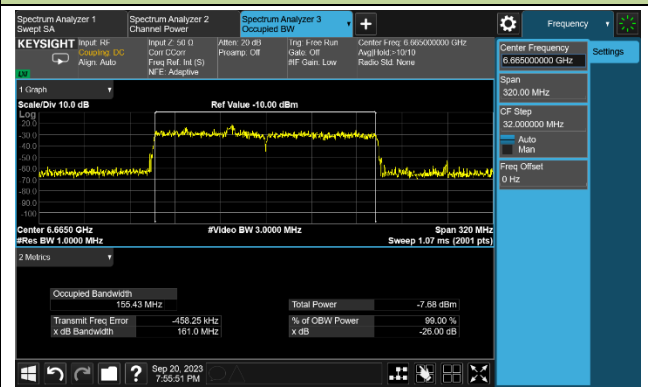 Spectrum Analyzer 1
Swept SA
Spectrum Analyzer 2
Channel Power
Spectrum Analyzer 3
Occupied BW
+
Frequency
KEYSIGHT
Input: RF
Coupling: DC
Align: Auto
Input Z: 50 Ω
Corr CCorr
Freq Ref: Int (S)
NFE: Adaptive
Atten: 20 dB
Preamp: Off
Trig: Free Run
Gate: Off
#IF Gain: Low
Center Freq: 6.665000000 GHz
Avg|Hold:>10/10
Radio Std: None
Center Frequency
6.665000000 GHz
Settings
Span
320.00 MHz
CF Step
32.000000 MHz
Auto
Man
Freq Offset
0 Hz
1 Graph
Scale/Div 10.0 dB
Ref Value -10.00 dBm
Log
-20.0
-30.0
-40.0
-50.0
-60.0
-70.0
-80.0
-90.0
-100
Center 6.6650 GHz
#Res BW 1.0000 MHz
#Video BW 3.0000 MHz
Span 320 MHz
Sweep 1.07 ms (2001 pts)
2 Metrics
Occupied Bandwidth
155.43 MHz
Total Power
-7.68 dBm
Transmit Freq Error
-458.25 kHz
% of OBW Power
99.00 %
x dB Bandwidth
161.0 MHz
x dB
-26.00 dB
?
Sep 20, 2023
7:55:51 PM